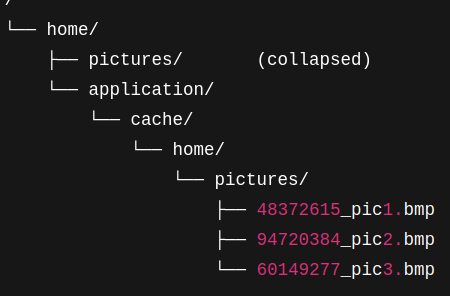 /
└── home/
    ├── pictures/       (collapsed)
    └── application/
        └── cache/
            └── home/
                └── pictures/
                    ├── 48372615_pic1.bmp
                    ├── 94720384_pic2.bmp
                    └── 60149277_pic3.bmp